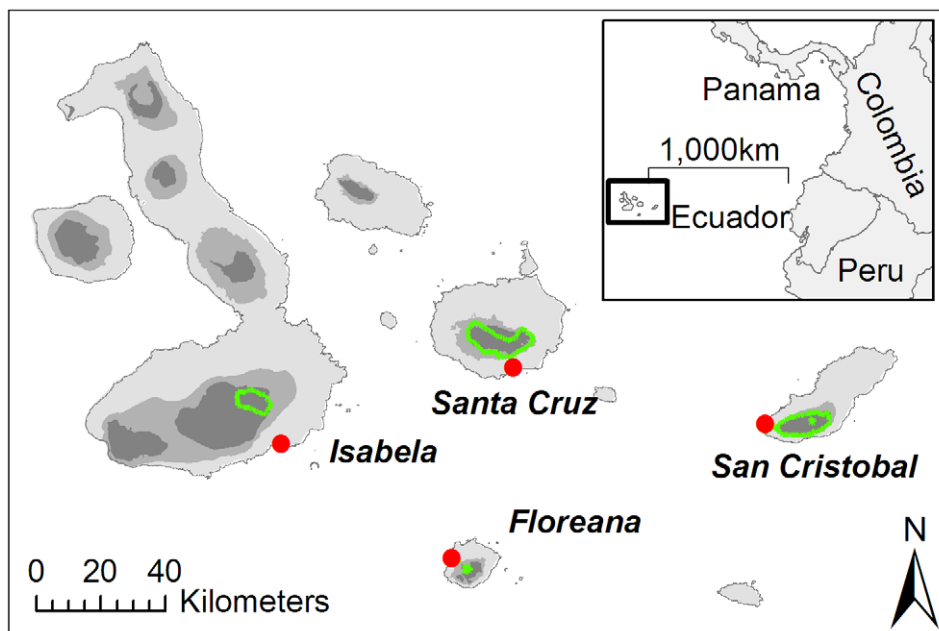 Panama
Colombia
1,000km
Ecuador
Peru
Santa Cruz
Isabela
San Cristobal
Floreana
N
0 20 40
Kilometers